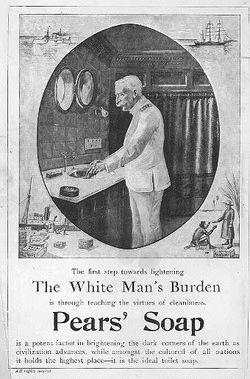 The first step towards lightening
The White Man's Burden
is through teaching the virtues of cleanliness.
Pears' Soap
is a potent factor in brightening the dark corners of the earth as
civilization advances, while amongst the cultured of all nations
it holds the highest place—it is the ideal toilet soap.
All rights secured